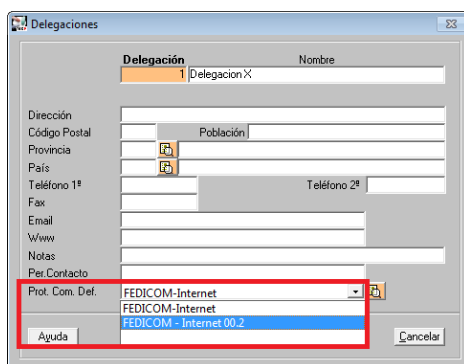 Delegaciones
Delegación Nombre
1 Delegacion X
Dirección
Código Postal Población
Provincia
País
Teléfono 1º Teléfono 2º
Fax
Email
Www
Notas
Per.Contacto
Prot. Com. Def. FEDICOM-Internet
FEDICOM-Internet
FEDICOM - Internet 00.2
Ayuda Cancelar